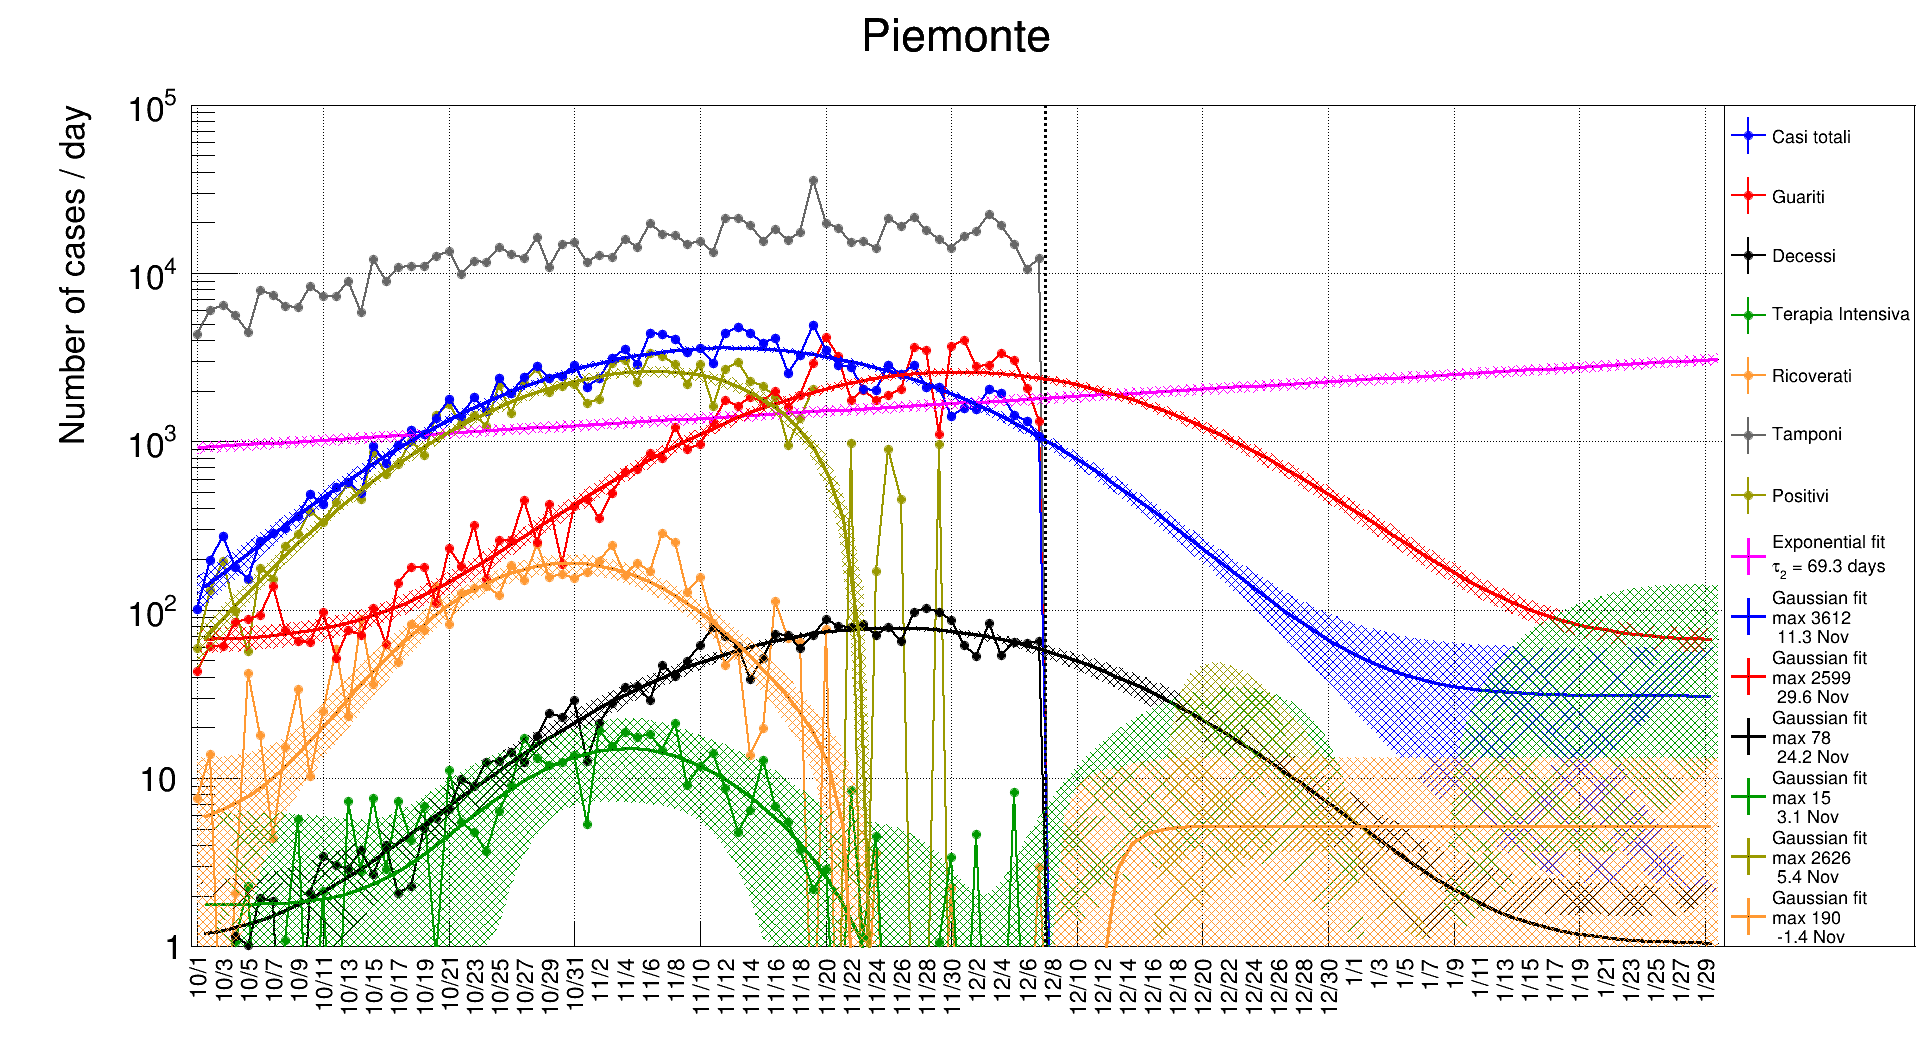 Piemonte
Number of cases / day
10^5
10^4
10^3
10^2
10
1
10/1
10/3
10/5
10/7
10/9
10/11
10/13
10/15
10/17
10/19
10/21
10/23
10/25
10/27
10/29
10/31
11/2
11/4
11/6
11/8
11/10
11/12
11/14
11/16
11/18
11/20
11/22
11/24
11/26
11/28
11/30
12/2
12/4
12/6
12/8
12/10
12/12
12/14
12/16
12/18
12/20
12/22
12/24
12/26
12/28
12/30
1/1
1/3
1/5
1/7
1/9
1/11
1/13
1/15
1/17
1/19
1/21
1/23
1/25
1/27
1/29
Casi totali
Guariti
Decessi
Terapia Intensiva
Ricoverati
Tamponi
Positivi
Exponential fit
τ_2 = 69.3 days
Gaussian fit
max 3612
11.3 Nov
Gaussian fit
max 2599
29.6 Nov
Gaussian fit
max 78
24.2 Nov
Gaussian fit
max 15
3.1 Nov
Gaussian fit
max 2626
5.4 Nov
Gaussian fit
max 190
-1.4 Nov